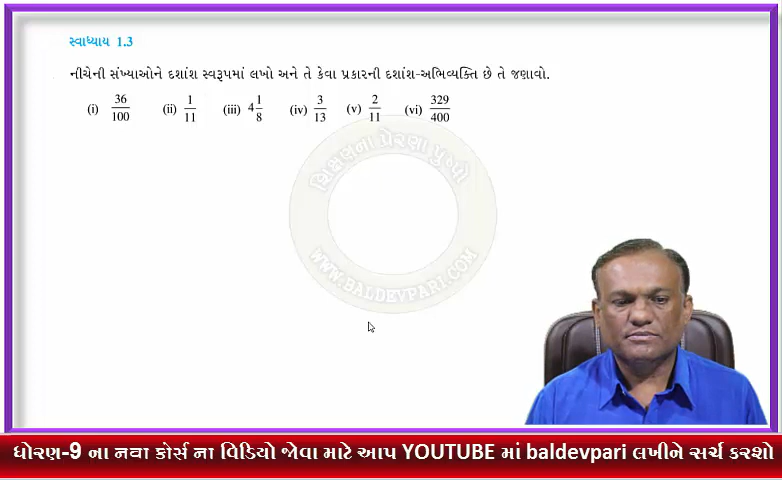 સ્વાધ્યાય 1.3
નીચેની સંખ્યાઓને દશાંશ સ્વરૂપમાં લખો અને તે કેવા પ્રકારની દશાંશ-અભિવ્યક્તિ છે તે જણાવો.
(i) 36/100 (ii) 1/11 (iii) 4 1/8 (iv) 3/13 (v) 2/11 (vi) 329/400
શિક્ષણના પ્રેરણા પુષ્પો
WWW.BALDEVPARI.COM
ધોરણ-9 ના નવા કોર્સ ના વિડિયો જોવા માટે આપ YOUTUBE માં baldevpari લખીને સર્ચ કરશો